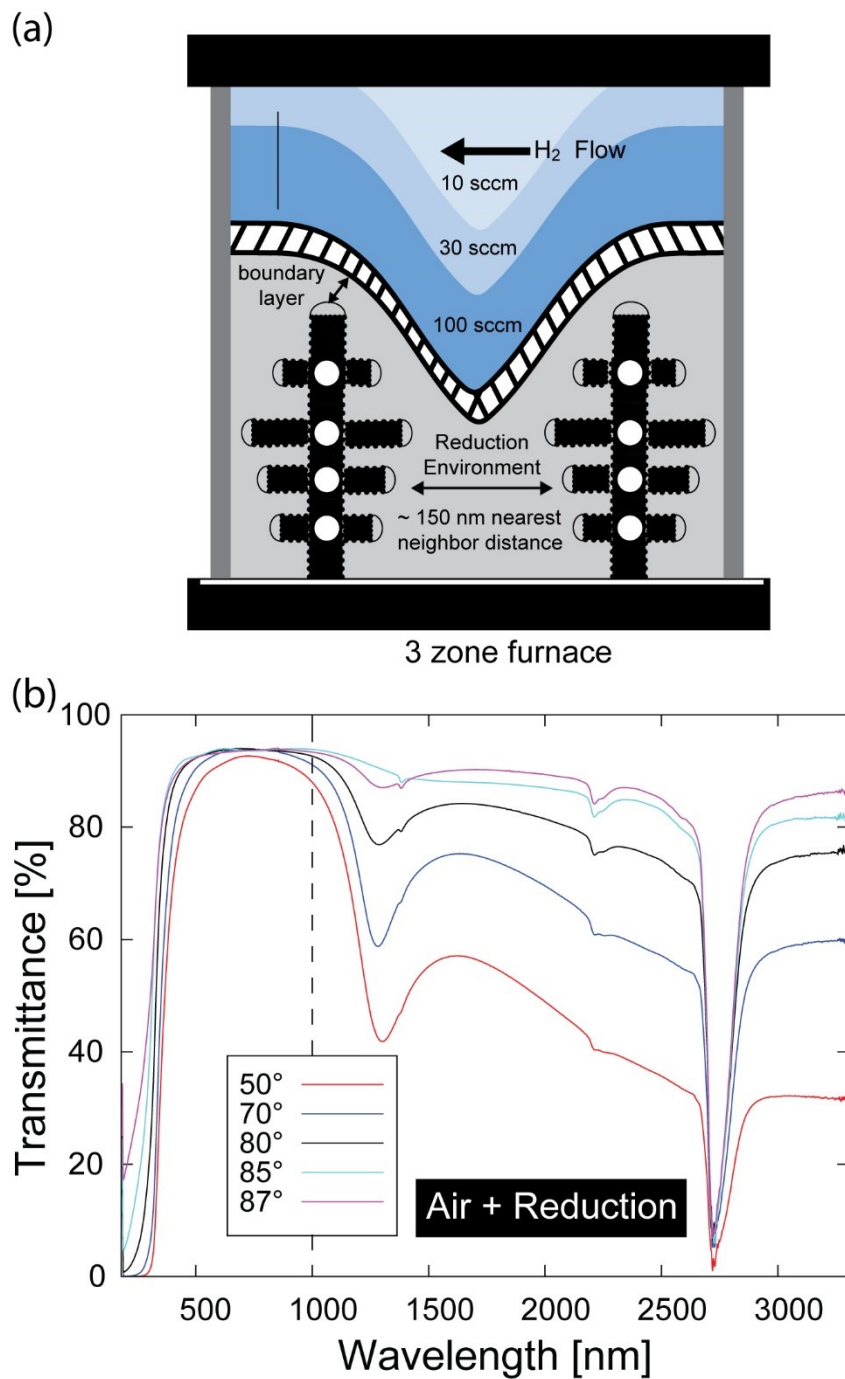 (a)
H₂ Flow
10 sccm
30 sccm
boundary
layer
100 sccm
Reduction
Environment
~ 150 nm nearest
neighbor distance
3 zone furnace
(b)
Transmittance [%]
100
80
60
40
20
0
50°
70°
80°
85°
87°
Air + Reduction
500
1000
1500
2000
2500
3000
Wavelength [nm]